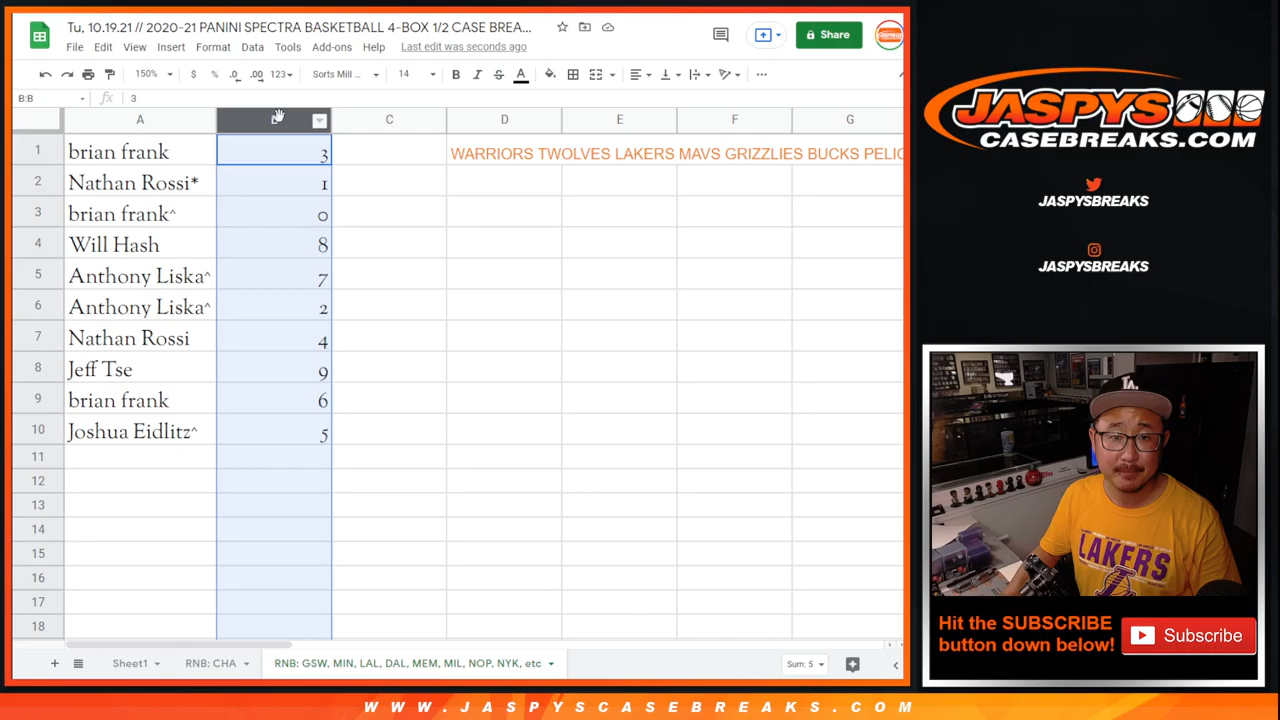 Tu, 10.19.21 // 2020-21 PANINI SPECTRA BASKETBALL 4-BOX 1/2 CASE BREA...
File Edit View Insert Format Data Tools Add-ons Help Last edit was seconds ago
Share
150% $ % .0 .00 123 Sorts Mill ... 14 B I S A
B:B fx 3
A C D E F G
1 brian frank 3 WARRIORS TWOLVES LAKERS MAVS GRIZZLIES BUCKS PELIC
2 Nathan Rossi* 1
3 brian frank^ 0
4 Will Hash 8
5 Anthony Liska^ 7
6 Anthony Liska^ 2
7 Nathan Rossi 4
8 Jeff Tse 9
9 brian frank 6
10 Joshua Eidlitz^ 5
11
12
13
14
15
16
17
18
Sheet1 RNB: CHA RNB: GSW, MIN, LAL, DAL, MEM, MIL, NOP, NYK, etc Sum: 5
JASPYS
CASEBREAKS.COM
JASPYSBREAKS
JASPYSBREAKS
LA
LAKERS
Hit the SUBSCRIBE
button down below!
Subscribe
WWW.JASPYSCASEBREAKS.COM